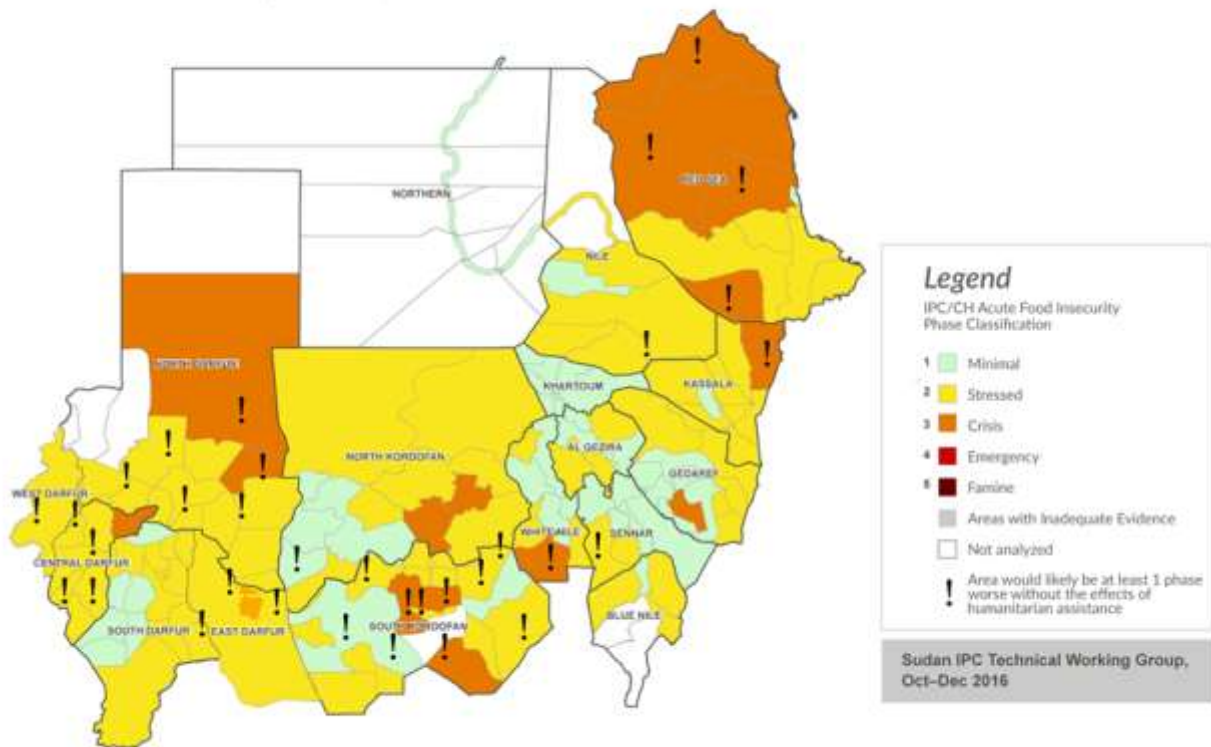 RED SEA
NORTHERN
NILE
NORTH DARFUR
KHARTOUM
KASSALA
AL GEZIRA
NORTH KORDOFAN
GEDAREF
WEST DARFUR
WHITE NILE
SENNAR
CENTRAL DARFUR
BLUE NILE
SOUTH DARFUR
EAST DARFUR
SOUTH KORDOFAN
Legend
IPC/CH Acute Food Insecurity
Phase Classification
1 Minimal
2 Stressed
3 Crisis
4 Emergency
5 Famine
Areas with Inadequate Evidence
Not analyzed
! Area would likely be at least 1 phase
worse without the effects of
humanitarian assistance
Sudan IPC Technical Working Group,
Oct–Dec 2016